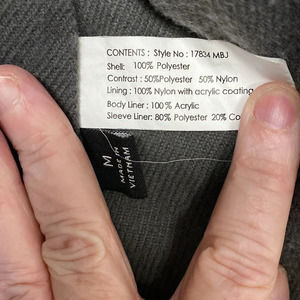 CONTENTS : Style No : 17834 MBJ
Shell: 100% Polyester
Contrast : 50%Polyester 50% Nylon
Lining : 100% Nylon with acrylic coating
Body Liner : 100% Acrylic
Sleeve Liner: 80% Polyester 20% Co
M
MADE IN
VIETNAM